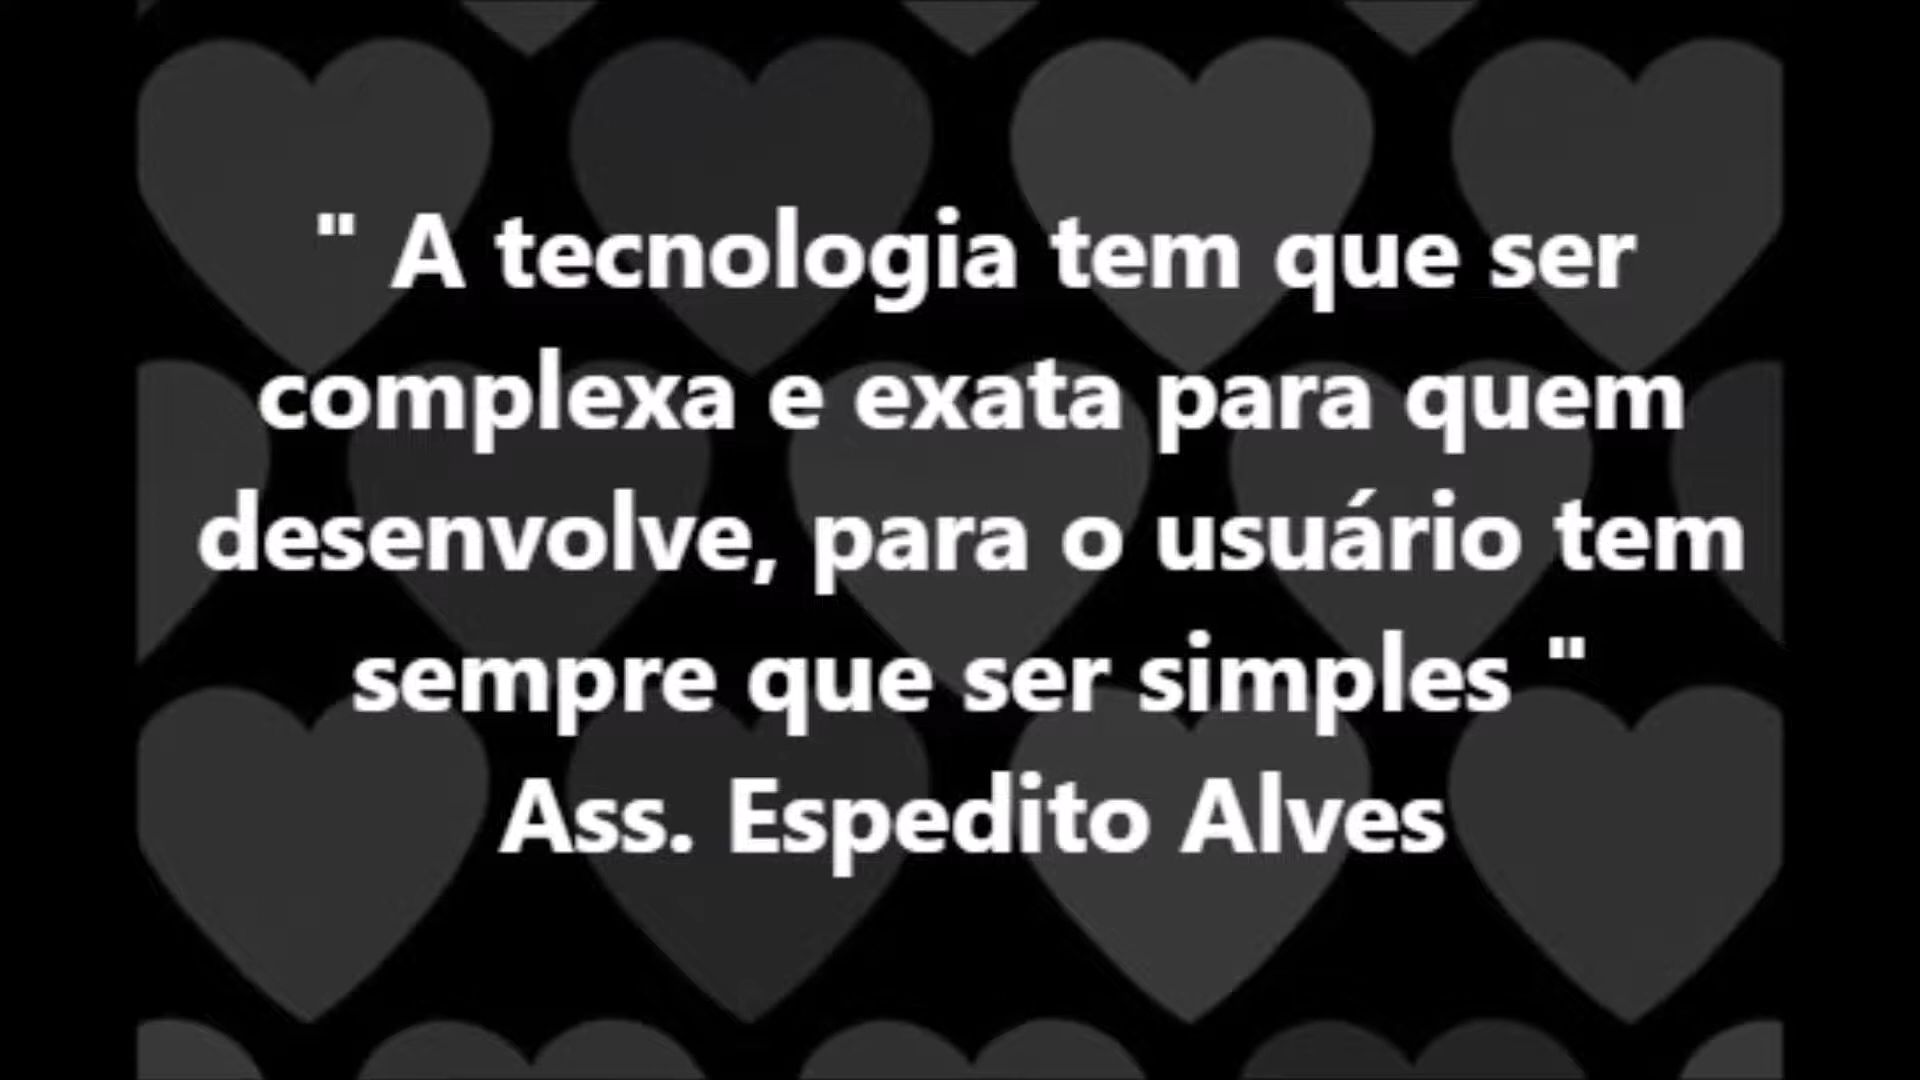 " A tecnologia tem que ser
complexa e exata para quem
desenvolve, para o usuário tem
sempre que ser simples "
Ass. Espedito Alves